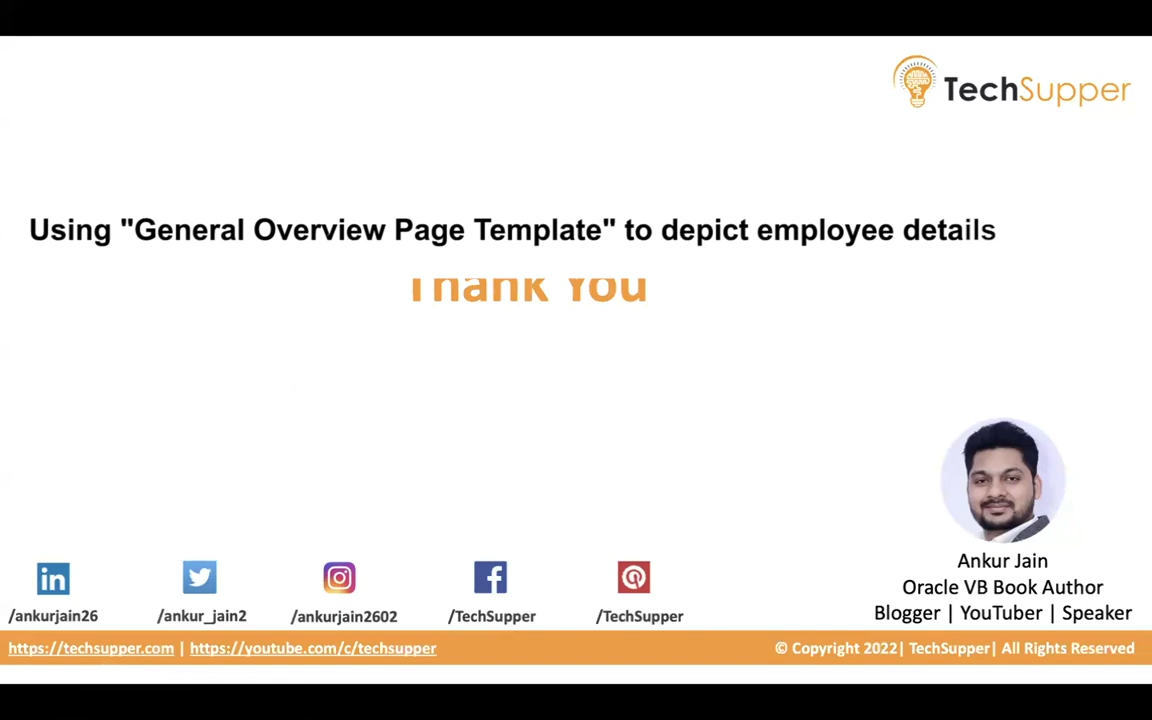 TechSupper
Using "General Overview Page Template" to depict employee details
Thank You
Ankur Jain
Oracle VB Book Author
Blogger | YouTuber | Speaker
/ankurjain26
/ankur_jain2
/ankurjain2602
/TechSupper
/TechSupper
https://techsupper.com | https://youtube.com/c/techsupper
© Copyright 2022| TechSupper| All Rights Reserved